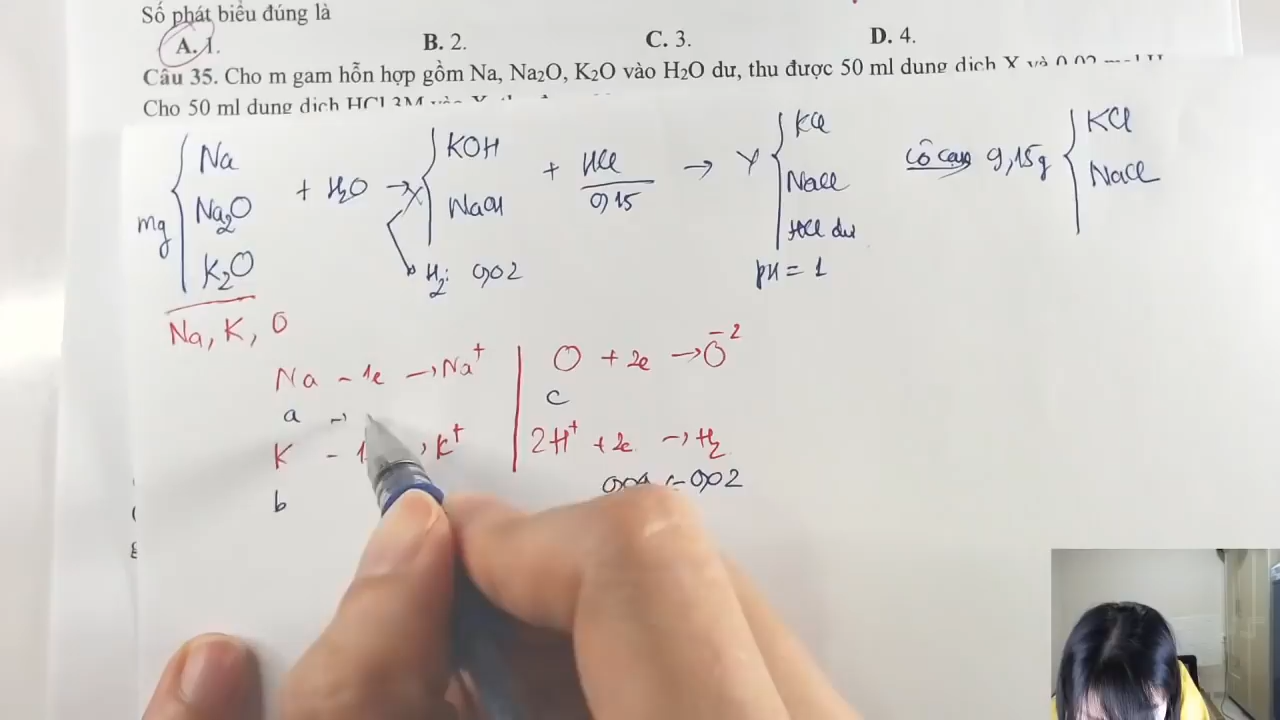 Số phát biểu đúng là
A. 1. B. 2. C. 3. D. 4.
Câu 35. Cho m gam hỗn hợp gồm Na, Na2O, K2O vào H2O dư, thu được 50 ml dung dịch X và 0,02
Cho 50 ml dung dịch HCl 3M
mg { Na Na2O K2O + H2O → X { KOH NaOH + HCl 0,15 → Y { KCl NaCl HCl dư cô cạn 9,15g { KCl NaCl
H2: 0,02 pH = 1
Na, K, O
Na - 1e → Na+ | O + 2e → O-2
a → c
K - K+ | 2H+ + 2e → H2
b 0,02